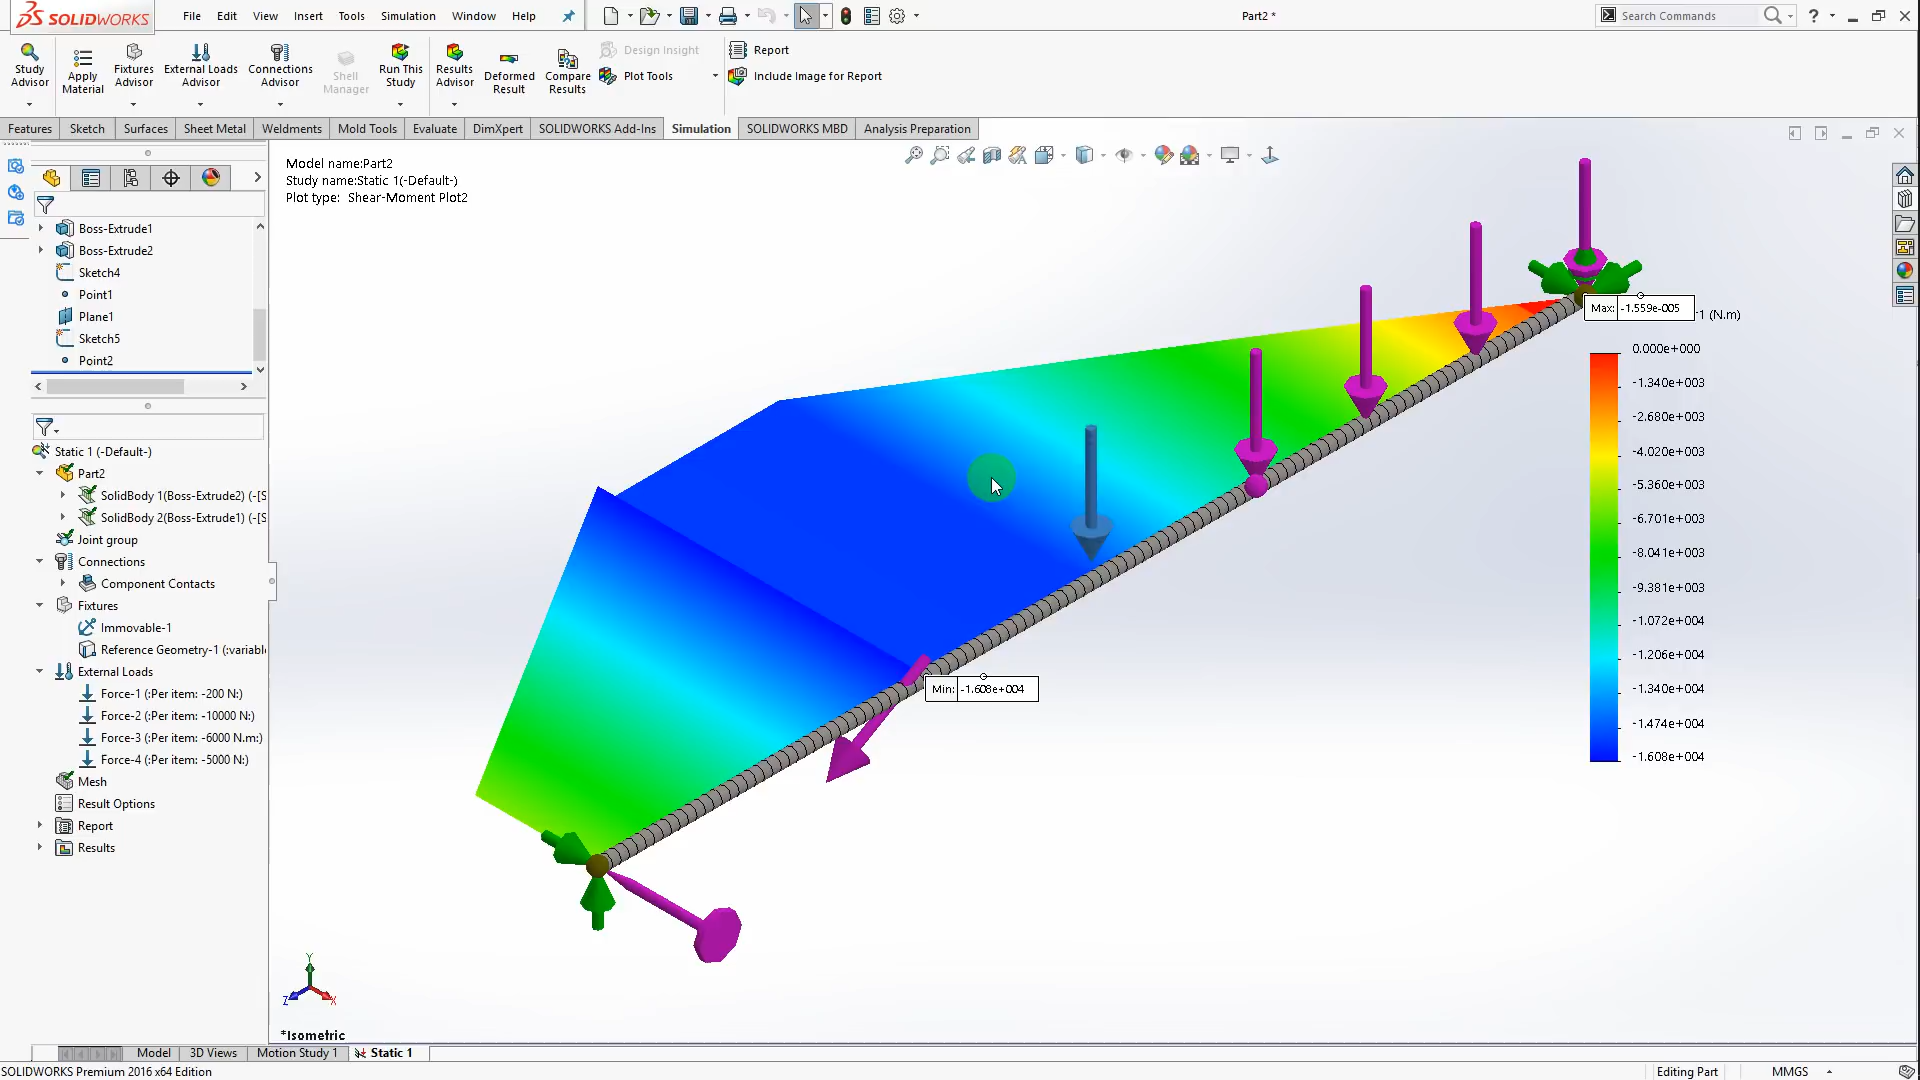 SOLIDWORKS File Edit View Insert Tools Simulation Window Help Part2 * Search Commands
Study Advisor
Apply Material
Fixtures Advisor
External Loads Advisor
Connections Advisor
Shell Manager
Run This Study
Results Advisor
Deformed Result
Compare Results
Design Insight
Plot Tools
Report
Include Image for Report
Features Sketch Surfaces Sheet Metal Weldments Mold Tools Evaluate DimXpert SOLIDWORKS Add-Ins Simulation SOLIDWORKS MBD Analysis Preparation
Boss-Extrude1
Boss-Extrude2
Sketch4
Point1
Plane1
Sketch5
Point2
Static 1 (-Default-)
Part2
SolidBody 1(Boss-Extrude2) (-[S
SolidBody 2(Boss-Extrude1) (-[S
Joint group
Connections
Component Contacts
Fixtures
Immovable-1
Reference Geometry-1 (:variabl
External Loads
Force-1 (:Per item: -200 N:)
Force-2 (:Per item: -10000 N:)
Force-3 (:Per item: -6000 N.m:)
Force-4 (:Per item: -5000 N:)
Mesh
Result Options
Report
Results
Model name:Part2
Study name:Static 1(-Default-)
Plot type: Shear-Moment Plot2
Max: -1.559e-005
1 (N.m)
0.000e+000
-1.340e+003
-2.680e+003
-4.020e+003
-5.360e+003
-6.701e+003
-8.041e+003
-9.381e+003
-1.072e+004
-1.206e+004
-1.340e+004
-1.474e+004
-1.608e+004
Min: -1.608e+004
Y
Z
X
*Isometric
Model 3D Views Motion Study 1 Static 1
SOLIDWORKS Premium 2016 x64 Edition Editing Part MMGS